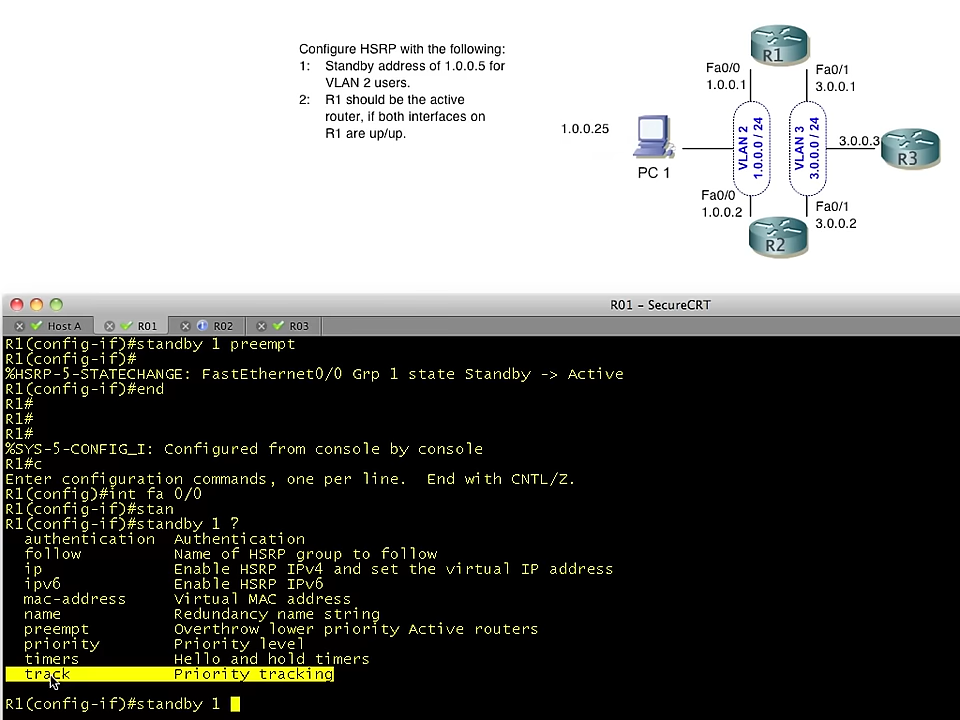 Configure HSRP with the following:
1: Standby address of 1.0.0.5 for
VLAN 2 users.
2: R1 should be the active
router, if both interfaces on
R1 are up/up.
R1
Fa0/0
1.0.0.1
Fa0/1
3.0.0.1
1.0.0.25
PC 1
VLAN 2
1.0.0.0 / 24
VLAN 3
3.0.0.0 / 24
3.0.0.3
R3
Fa0/0
1.0.0.2
Fa0/1
3.0.0.2
R2
R01 - SecureCRT
Host A R01 R02 R03
R1(config-if)#standby 1 preempt
R1(config-if)#
%HSRP-5-STATECHANGE: FastEthernet0/0 Grp 1 state Standby -> Active
R1(config-if)#end
R1#
R1#
R1#
%SYS-5-CONFIG_I: Configured from console by console
R1#c
Enter configuration commands, one per line.  End with CNTL/Z.
R1(config)#int fa 0/0
R1(config-if)#stan
R1(config-if)#standby 1 ?
authentication  Authentication
follow          Name of HSRP group to follow
ip              Enable HSRP IPv4 and set the virtual IP address
ipv6            Enable HSRP IPv6
mac-address     Virtual MAC address
name            Redundancy name string
preempt         Overthrow lower priority Active routers
priority        Priority level
timers          Hello and hold timers
track           Priority tracking
R1(config-if)#standby 1